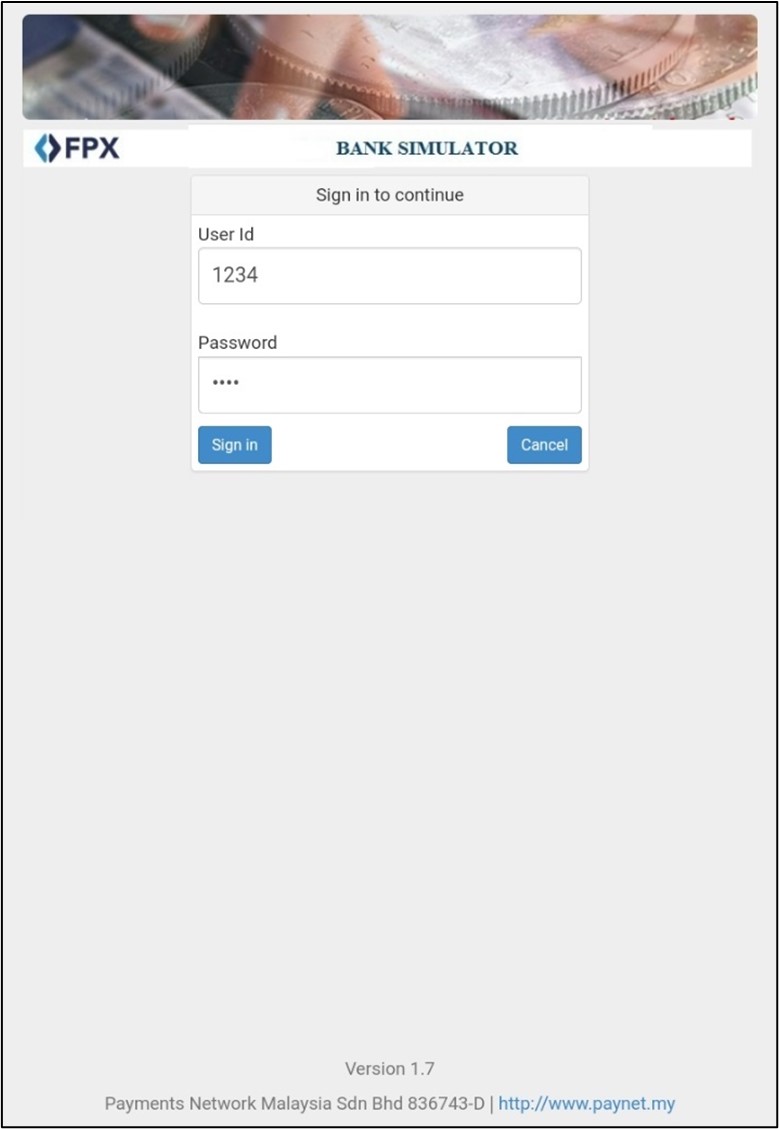 FPX
BANK SIMULATOR
Sign in to continue
User Id
1234
Password
••••
Sign in Cancel
Version 1.7
Payments Network Malaysia Sdn Bhd 836743-D | http://www.paynet.my